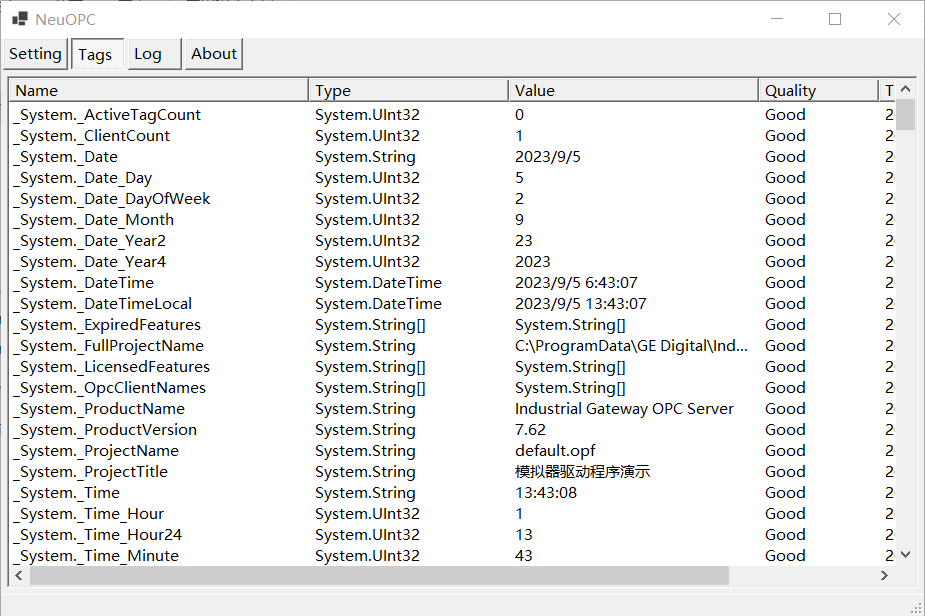 NeuOPC
Setting Tags Log About
Name Type Value Quality T
_System._ActiveTagCount System.UInt32 0 Good 2
_System._ClientCount System.UInt32 1 Good 2
_System._Date System.String 2023/9/5 Good 2
_System._Date_Day System.UInt32 5 Good 2
_System._Date_DayOfWeek System.UInt32 2 Good 2
_System._Date_Month System.UInt32 9 Good 2
_System._Date_Year2 System.UInt32 23 Good 2
_System._Date_Year4 System.UInt32 2023 Good 2
_System._DateTime System.DateTime 2023/9/5 6:43:07 Good 2
_System._DateTimeLocal System.DateTime 2023/9/5 13:43:07 Good 2
_System._ExpiredFeatures System.String[] System.String[] Good 2
_System._FullProjectName System.String C:\ProgramData\GE Digital\Ind... Good 2
_System._LicensedFeatures System.String[] System.String[] Good 2
_System._OpcClientNames System.String[] System.String[] Good 2
_System._ProductName System.String Industrial Gateway OPC Server Good 2
_System._ProductVersion System.String 7.62 Good 2
_System._ProjectName System.String default.opf Good 2
_System._ProjectTitle System.String 模拟器驱动程序演示 Good 2
_System._Time System.String 13:43:08 Good 2
_System._Time_Hour System.UInt32 1 Good 2
_System._Time_Hour24 System.UInt32 13 Good 2
_System._Time_Minute System.UInt32 43 Good 2